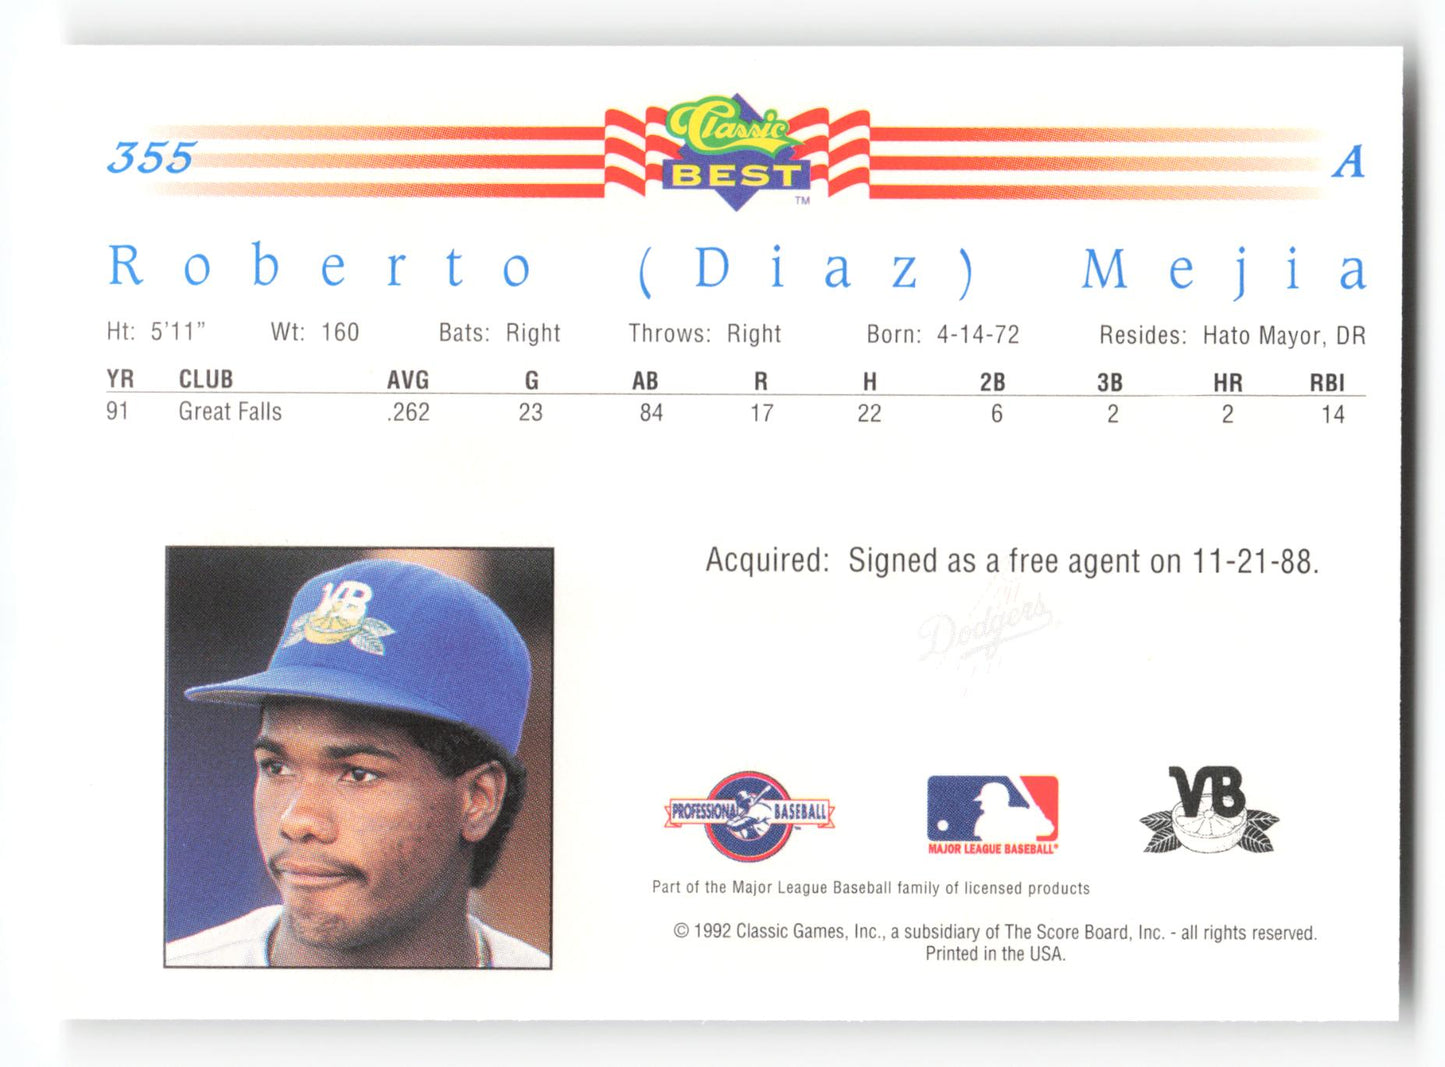 Classic
BEST
TM
355
A
Roberto (Diaz) Mejia
Ht: 5'11" Wt: 160 Bats: Right Throws: Right Born: 4-14-72 Resides: Hato Mayor, DR
YR CLUB AVG G AB R H 2B 3B HR RBI
91 Great Falls .262 23 84 17 22 6 2 2 14
VB
Acquired: Signed as a free agent on 11-21-88.
Dodgers
PROFESSIONAL BASEBALL
MAJOR LEAGUE BASEBALL®
VB
Part of the Major League Baseball family of licensed products
© 1992 Classic Games, Inc., a subsidiary of The Score Board, Inc. - all rights reserved.
Printed in the USA.